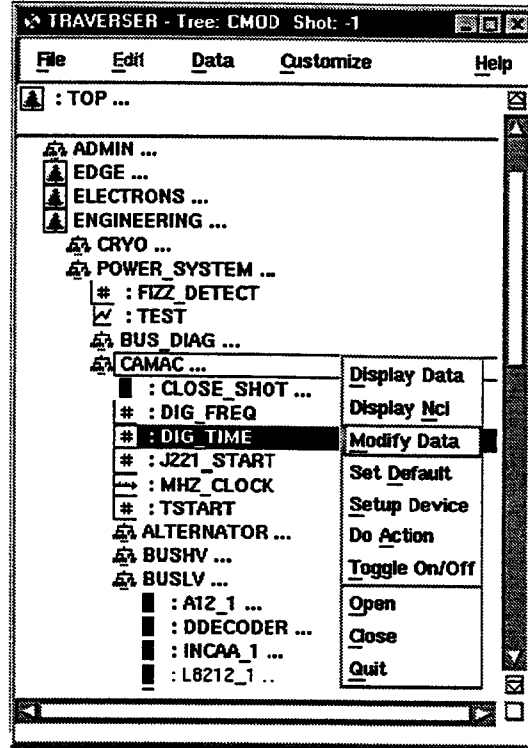 TRAVERSER - Tree: CMOD Shot: -1
File Edit Data Customize Help
: TOP ...
ADMIN ...
EDGE ...
ELECTRONS ...
ENGINEERING ...
CRYO ...
POWER_SYSTEM ...
# : FIZZ_DETECT
: TEST
BUS_DIAG ...
CAMAC ...
: CLOSE_SHOT ...
# : DIG_FREQ
# : DIG_TIME
# : J221_START
: MHZ_CLOCK
# : TSTART
ALTERNATOR ...
BUSHV ...
BUSLV ...
: A12_1 ...
: DDECODER ...
: INCAA_1 ...
: L8212_1 ..
Display Data
Display Nci
Modify Data
Set Default
Setup Device
Do Action
Toggle On/Off
Open
Close
Quit